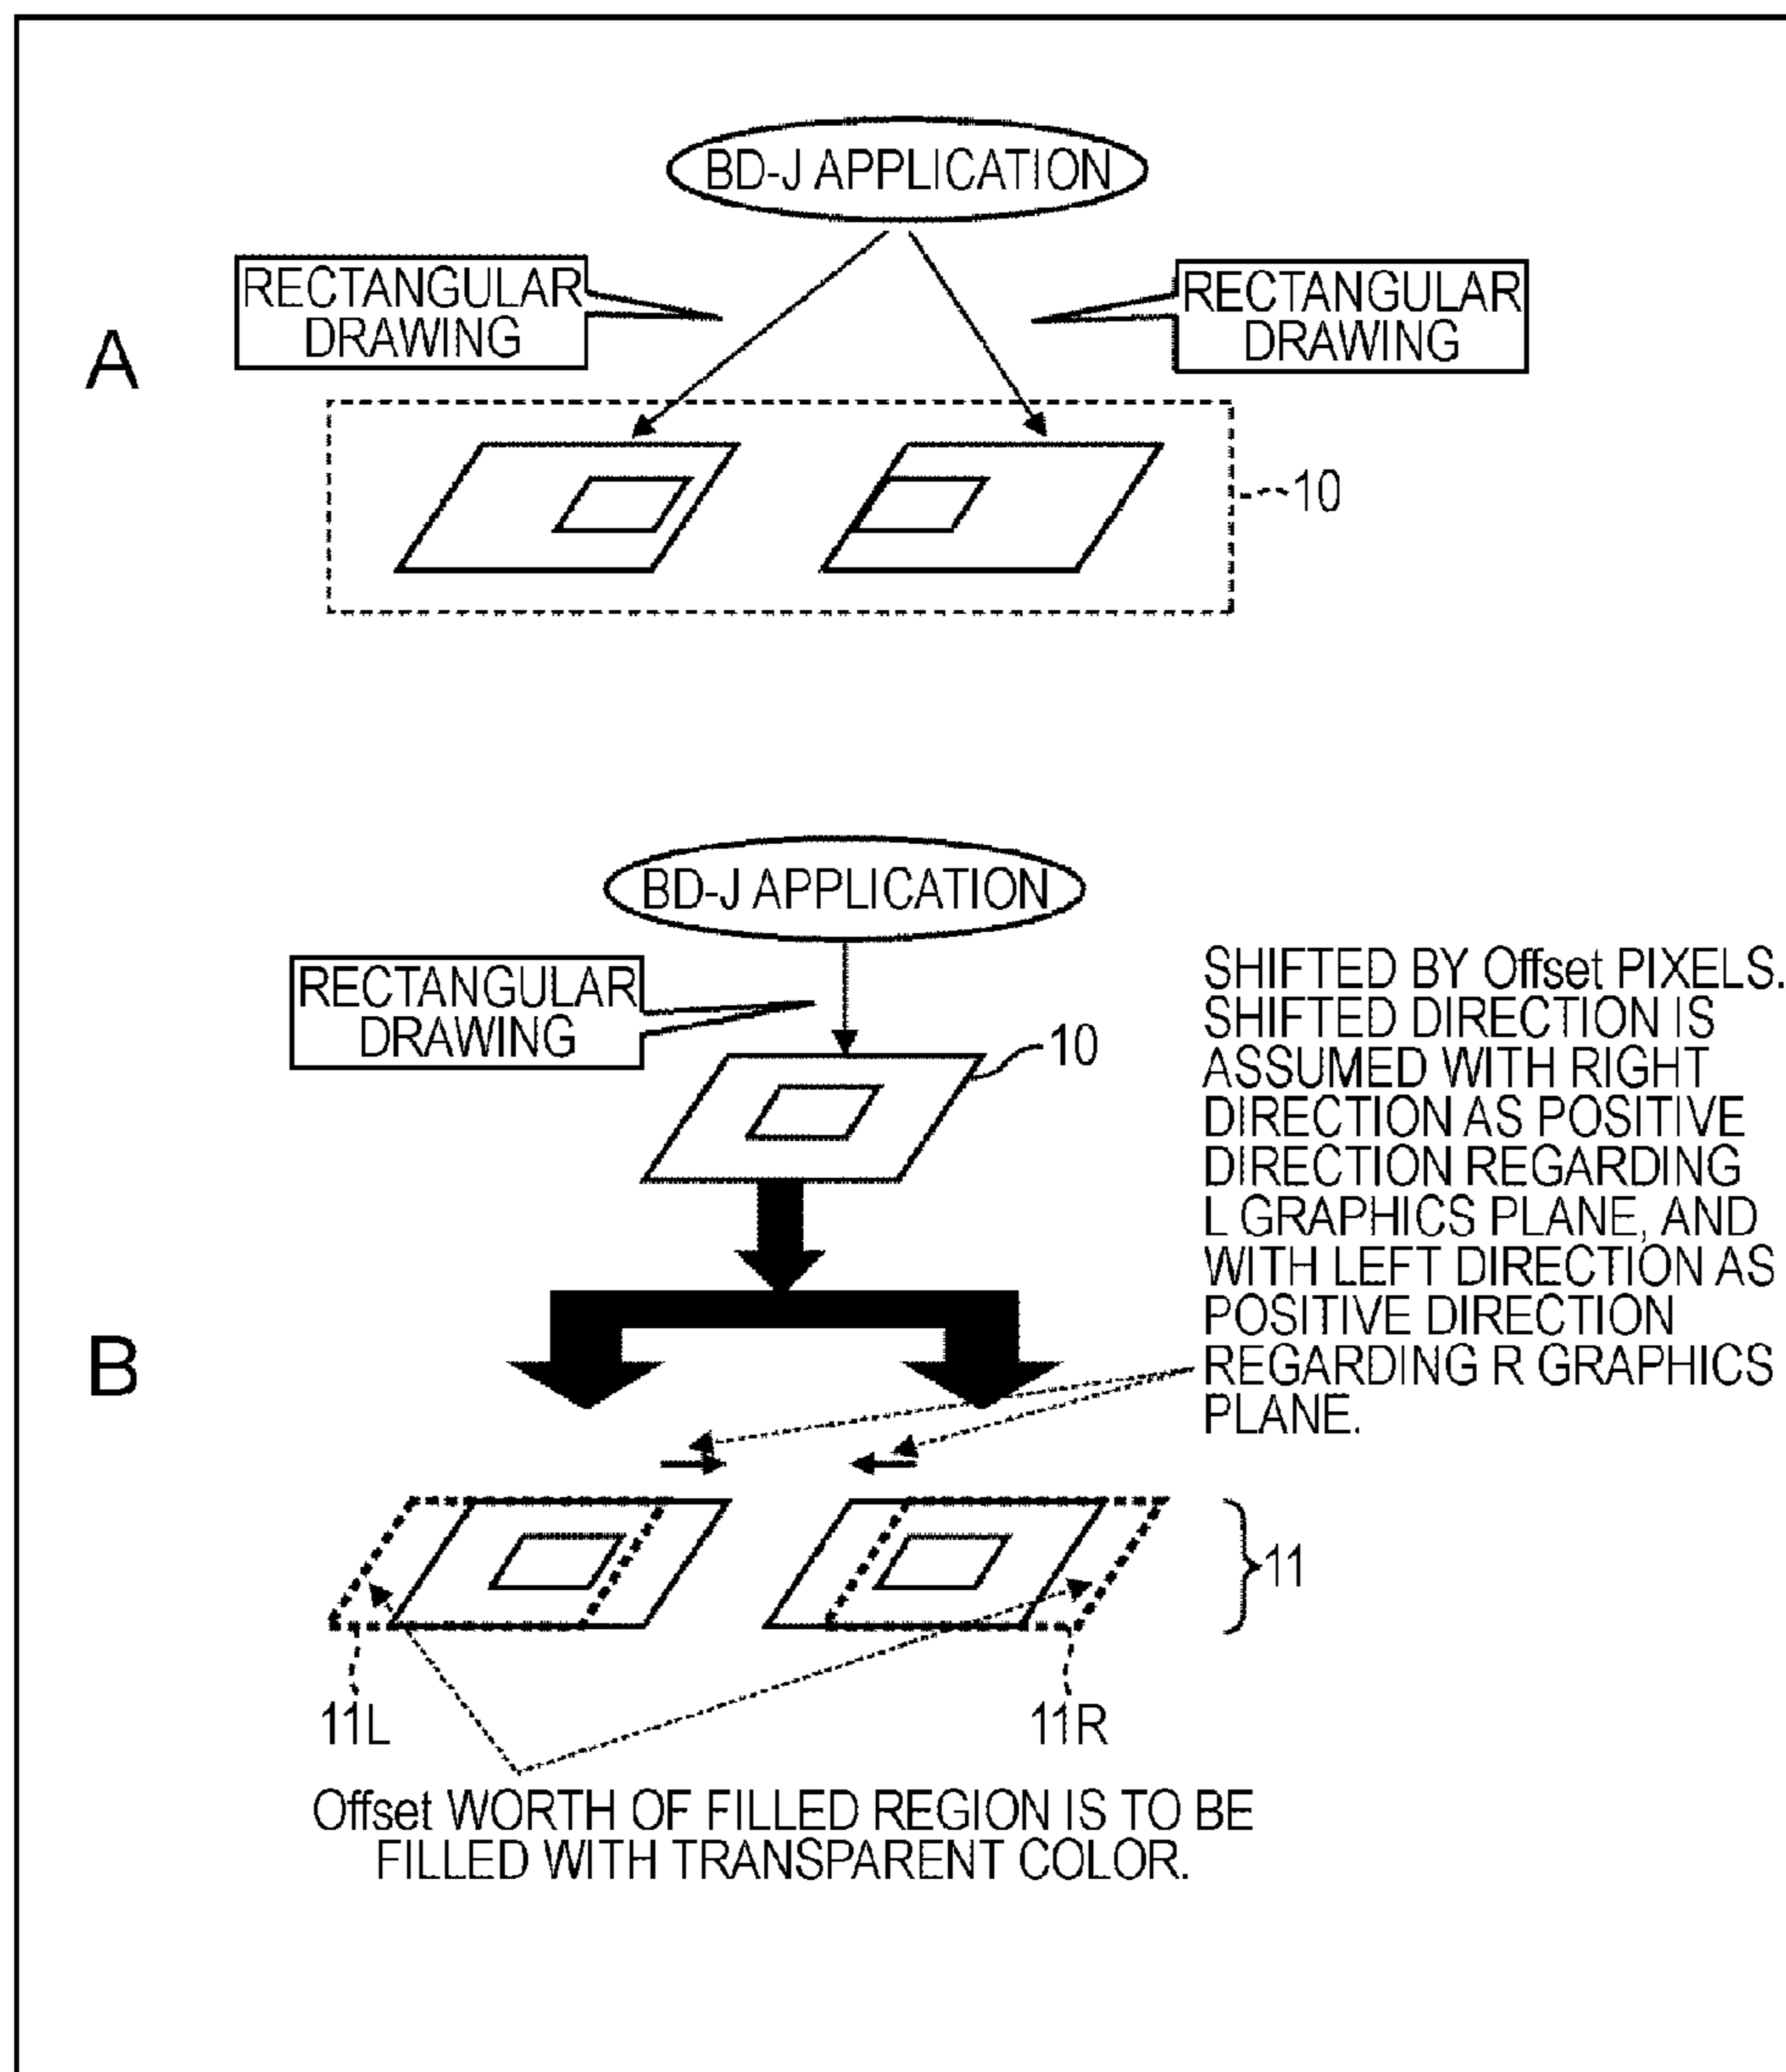 BD-J APPLICATION
RECTANGULAR
DRAWING
RECTANGULAR
DRAWING
A
10
BD-J APPLICATION
RECTANGULAR
DRAWING
10
SHIFTED BY Offset PIXELS.
SHIFTED DIRECTION IS
ASSUMED WITH RIGHT
DIRECTION AS POSITIVE
DIRECTION REGARDING
L GRAPHICS PLANE, AND
WITH LEFT DIRECTION AS
POSITIVE DIRECTION
REGARDING R GRAPHICS
PLANE.
B
11
11L
11R
Offset WORTH OF FILLED REGION IS TO BE
FILLED WITH TRANSPARENT COLOR.